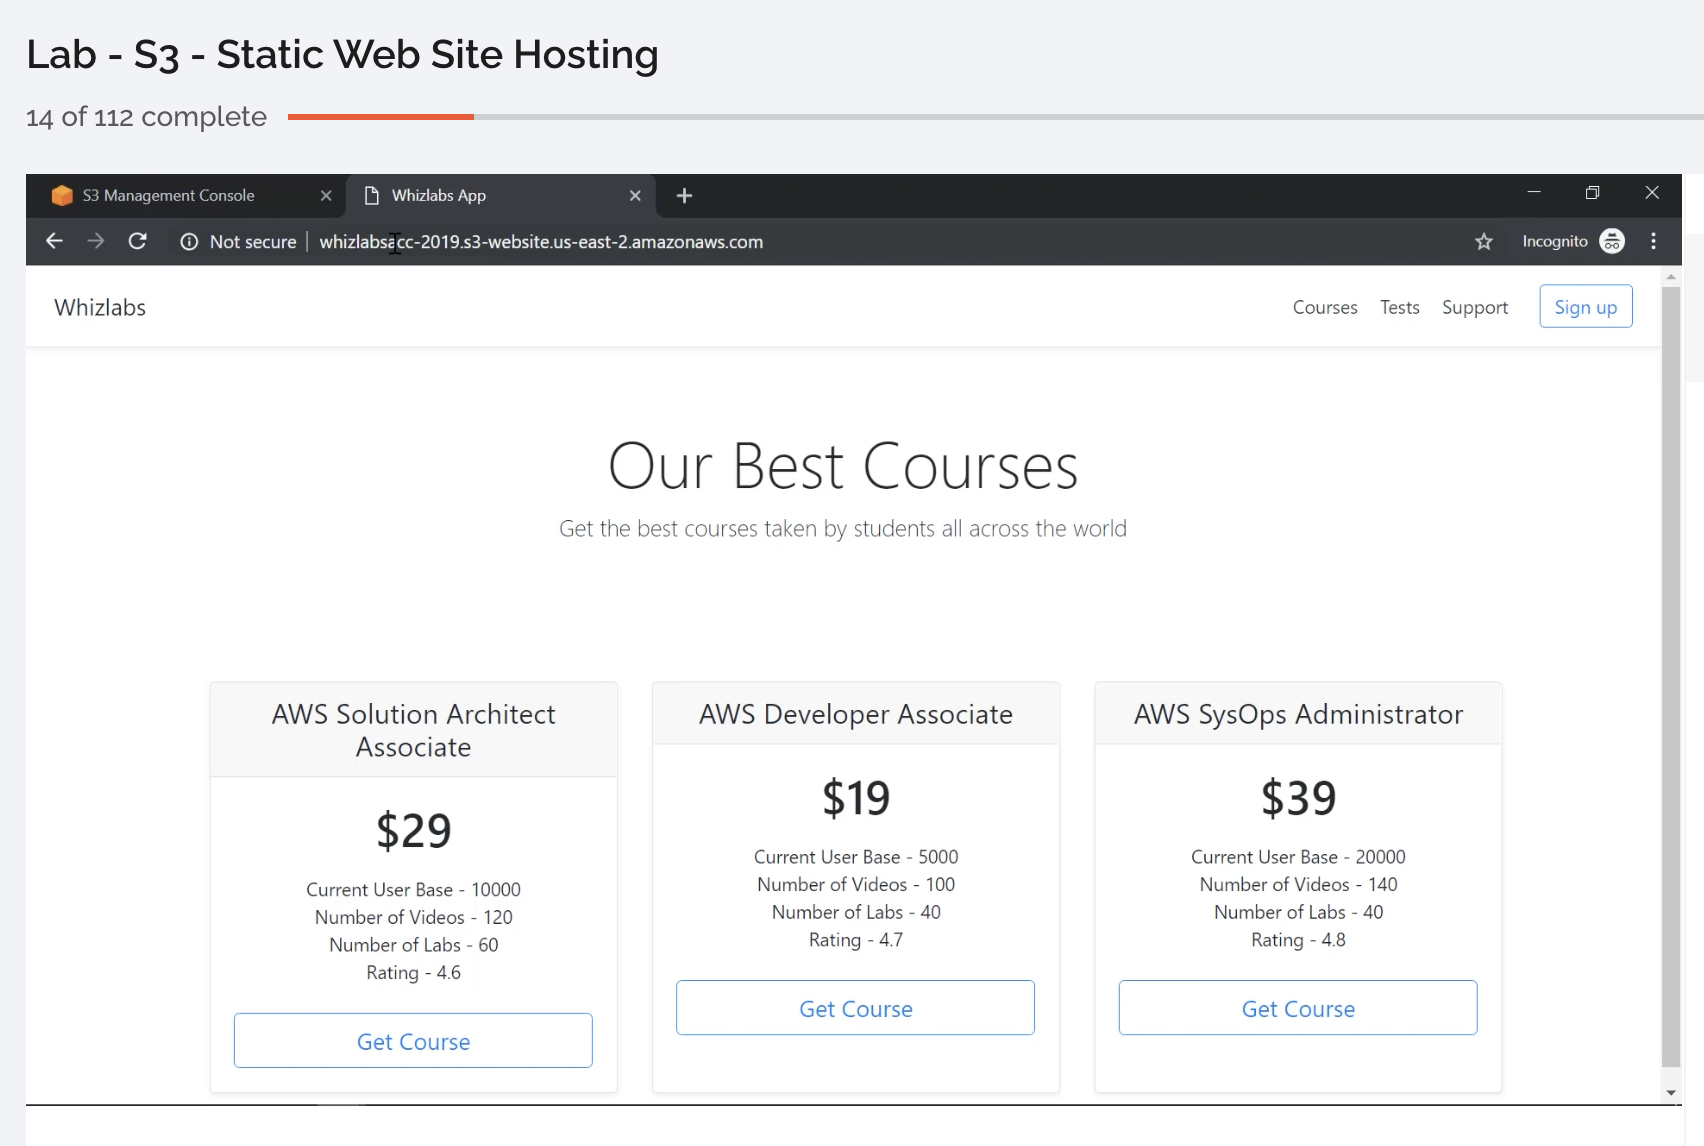 Lab - S3 - Static Web Site Hosting
14 of 112 complete
S3 Management Console
Whizlabs App
Not secure | whizlabsacc-2019.s3-website.us-east-2.amazonaws.com
Incognito
Whizlabs
Courses Tests Support Sign up
Our Best Courses
Get the best courses taken by students all across the world
AWS Solution Architect
Associate
$29
Current User Base - 10000
Number of Videos - 120
Number of Labs - 60
Rating - 4.6
Get Course
AWS Developer Associate
$19
Current User Base - 5000
Number of Videos - 100
Number of Labs - 40
Rating - 4.7
Get Course
AWS SysOps Administrator
$39
Current User Base - 20000
Number of Videos - 140
Number of Labs - 40
Rating - 4.8
Get Course